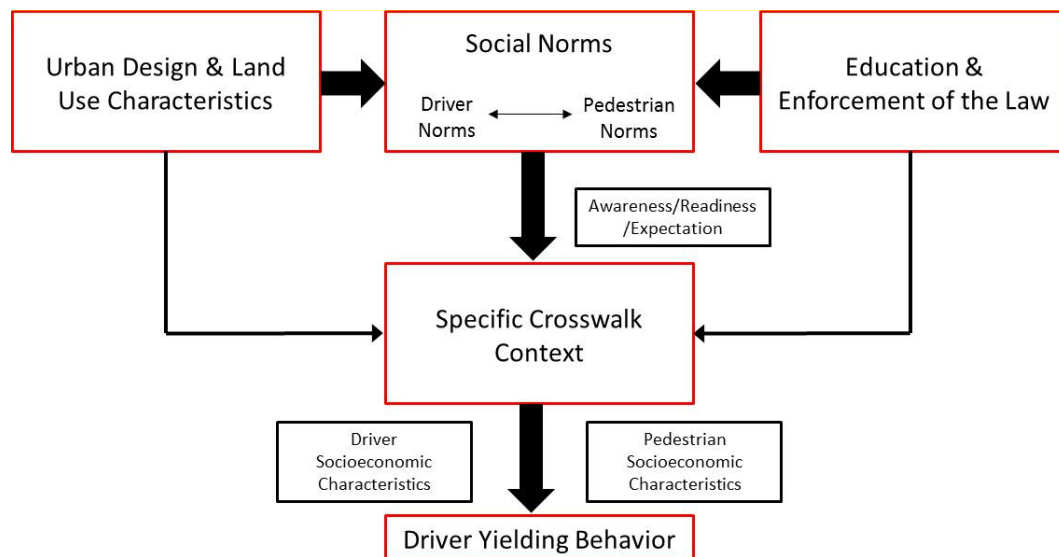 Urban Design & Land
Use Characteristics
Social Norms
Driver
Norms
Pedestrian
Norms
Education &
Enforcement of the Law
Awareness/Readiness
/Expectation
Specific Crosswalk
Context
Driver
Socioeconomic
Characteristics
Pedestrian
Socioeconomic
Characteristics
Driver Yielding Behavior